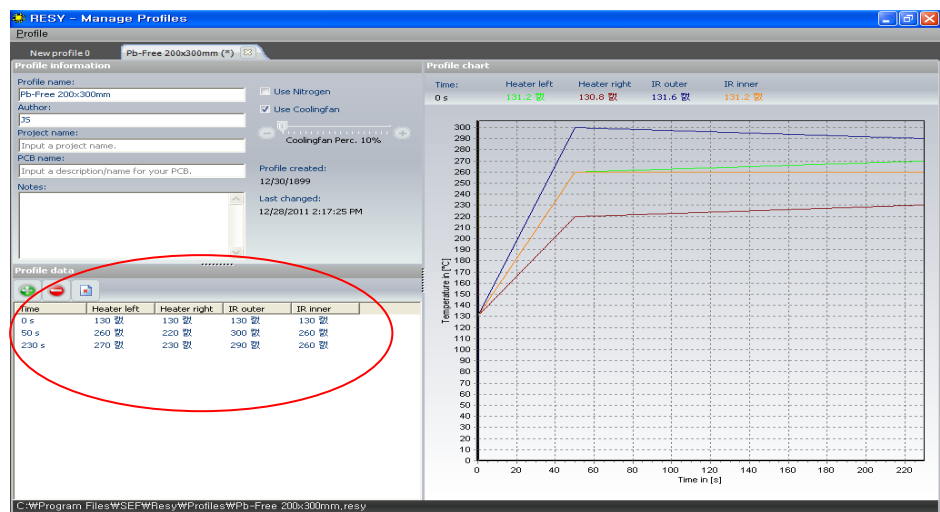 RESY - Manage Profiles
Profile
New profile 0
Pb-Free 200x300mm (*)
Profile information
Profile name:
Pb-Free 200x300mm
Author:
JS
Project name:
Input a project name.
PCB name:
Input a description/name for your PCB.
Notes:
Use Nitrogen
Use Coolingfan
Coolingfan Perc. 10%
Profile created:
12/30/1899
Last changed:
12/28/2011 2:17:25 PM
Profile data
Time Heater left Heater right IR outer IR inner
0 s 130 캜 130 캜 130 캜 130 캜
50 s 260 캜 220 캜 300 캜 260 캜
230 s 270 캜 230 캜 290 캜 260 캜
Profile chart
Time: Heater left Heater right IR outer IR inner
0 s 131.2 캜 130.8 캜 131.6 캜 131.2 캜
Temperature in [°C]
300
290
280
270
260
250
240
230
220
210
200
190
180
170
160
150
140
130
120
110
100
90
80
70
60
50
40
30
20
10
0
0 20 40 60 80 100 120 140 160 180 200 220
Time in [s]
C:₩Program Files₩SEF₩Resy₩Profiles₩Pb-Free 200x300mm.resy